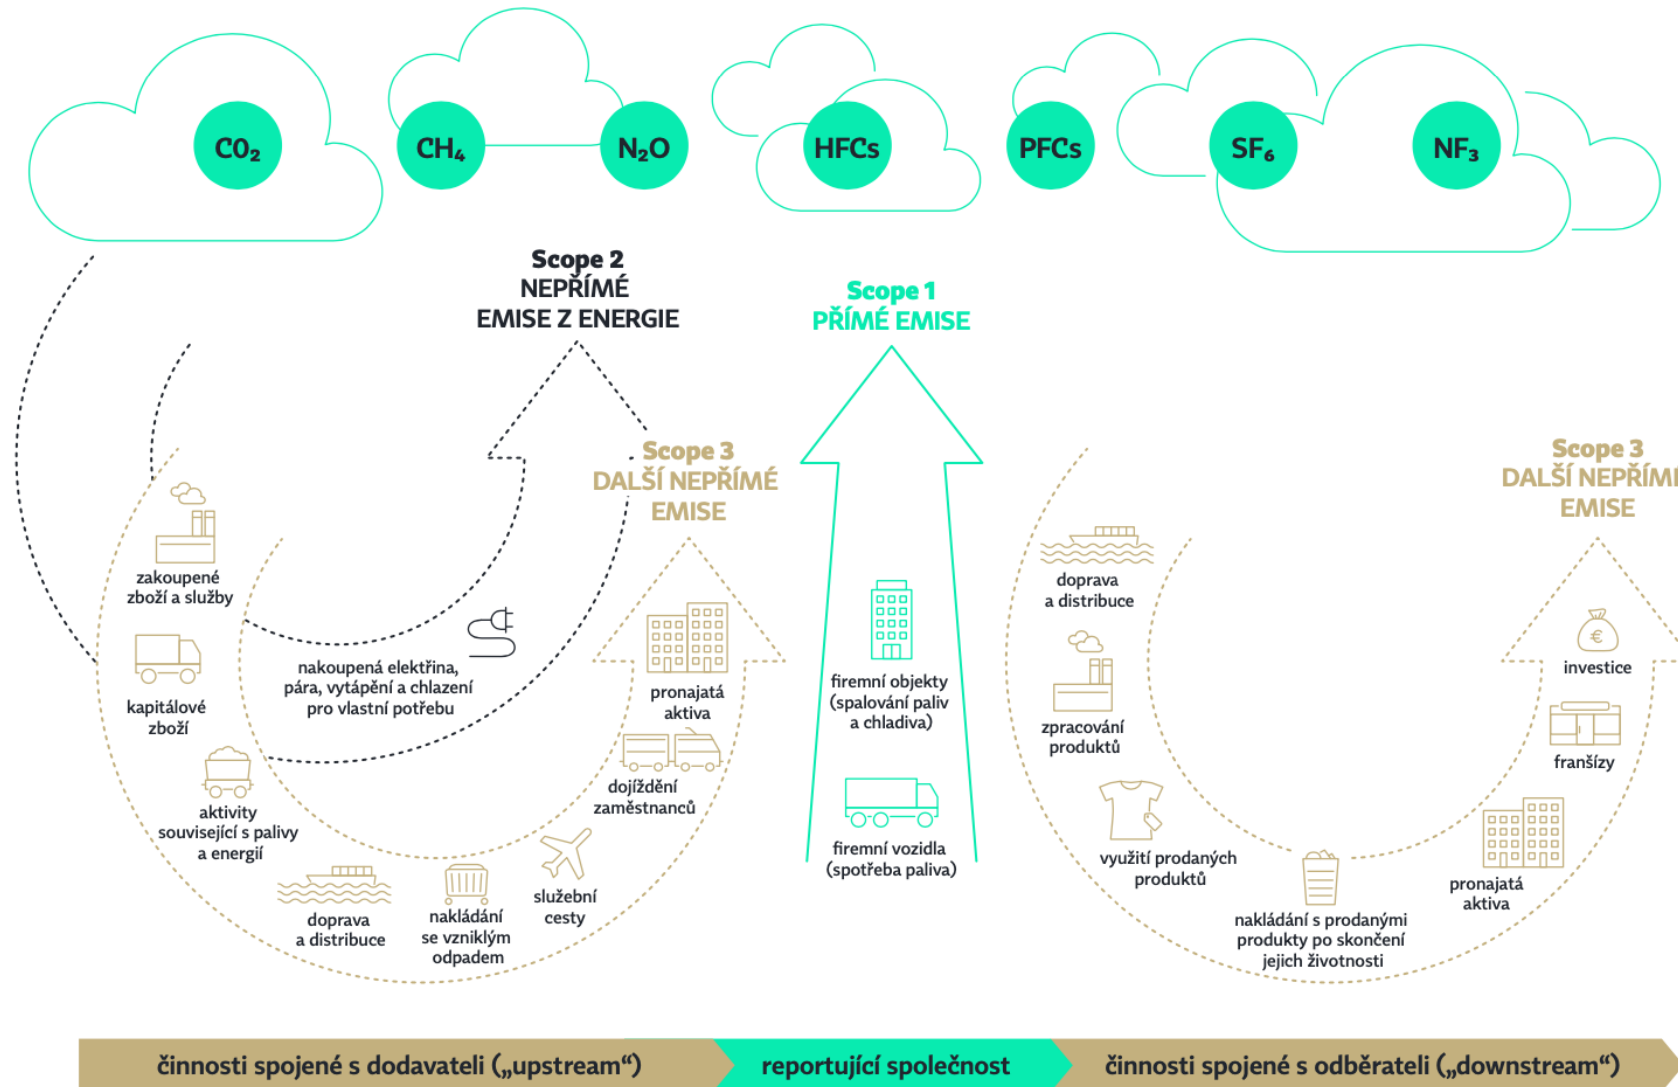 C0₂
CH₄
N₂O
HFCs
PFCs
SF₆
NF₃
Scope 2
NEPŘÍMÉ
EMISE Z ENERGIE
Scope 1
PŘÍMÉ EMISE
Scope 3
DALŠÍ NEPŘÍMÉ
EMISE
Scope 3
DALŠÍ NEPŘÍMÉ
EMISE
zakoupené
zboží a služby
kapitálové
zboží
aktivity
související s palivy
a energií
doprava
a distribuce
nakládání
se vzniklým
odpadem
služební
cesty
dojíždění
zaměstnanců
pronajatá
aktiva
nakoupená elektřina,
pára, vytápění a chlazení
pro vlastní potřebu
firemní objekty
(spalování paliv
a chladiva)
firemní vozidla
(spotřeba paliva)
doprava
a distribuce
zpracování
produktů
využití prodaných
produktů
nakládání s prodanými
produkty po skončení
jejich životnosti
pronajatá
aktiva
franšízy
investice
€
činnosti spojené s dodavateli („upstream“)
reportující společnost
činnosti spojené s odběrateli („downstream“)